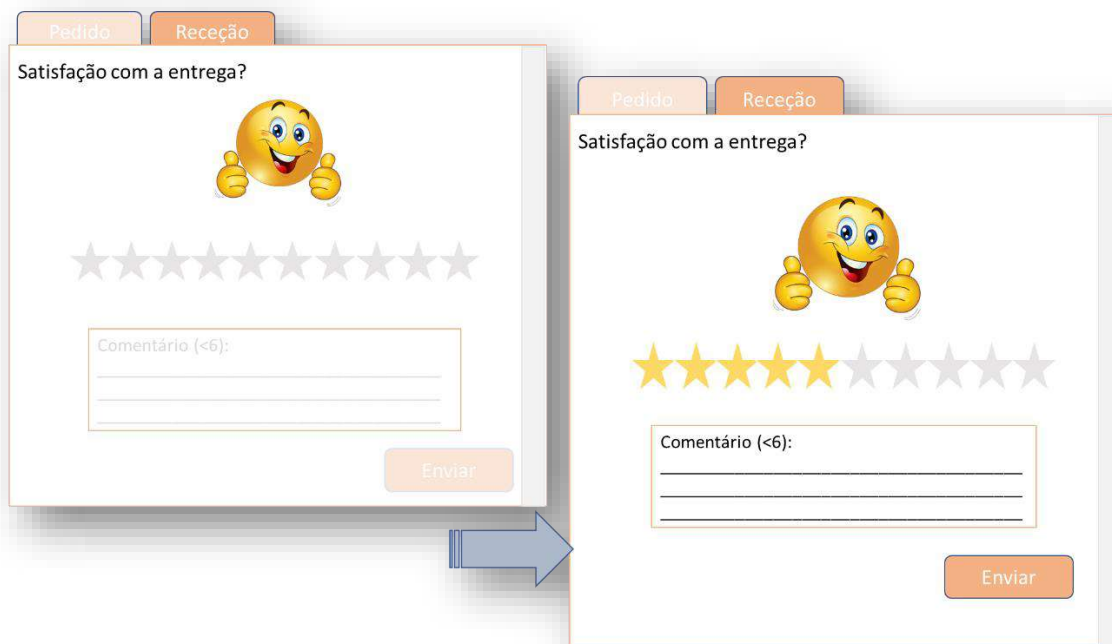 Pedido
Receção
Satisfação com a entrega?
Comentário (<6):
Enviar
Pedido
Receção
Satisfação com a entrega?
Comentário (<6):
Enviar